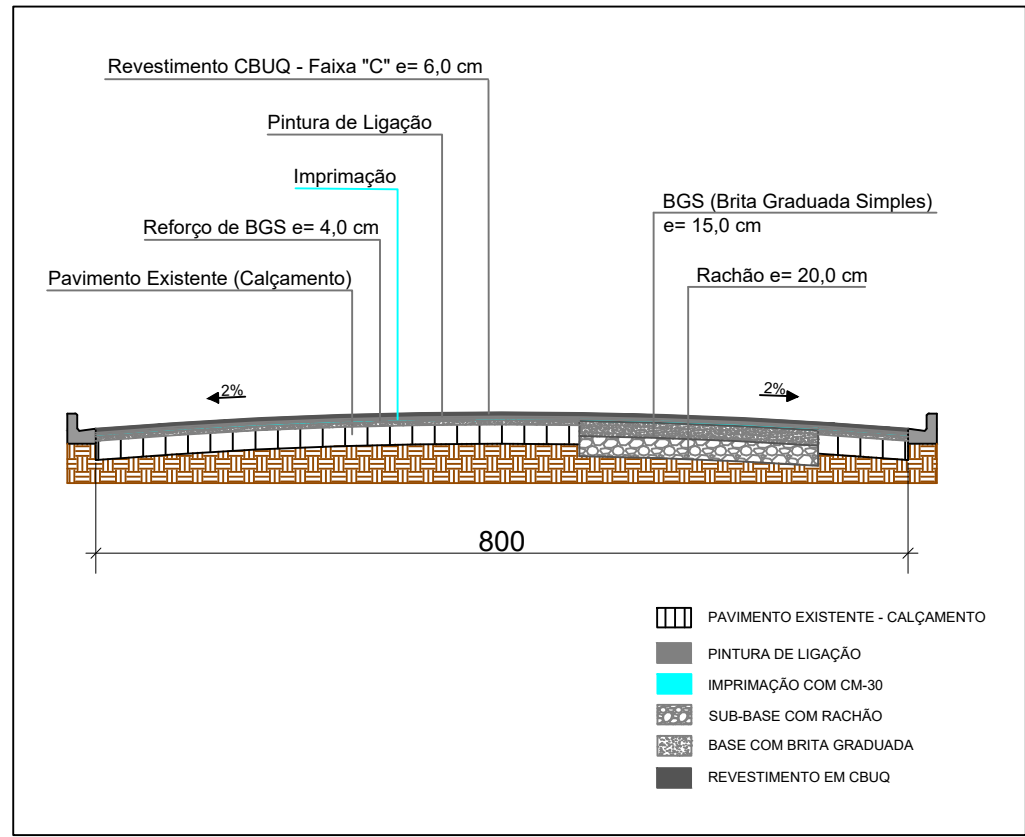 Revestimento CBUQ - Faixa "C" e= 6,0 cm
Pintura de Ligação
Imprimação
Reforço de BGS e= 4,0 cm
Pavimento Existente (Calçamento)
BGS (Brita Graduada Simples)
e= 15,0 cm
Rachão e= 20,0 cm
2%
2%
800
PAVIMENTO EXISTENTE - CALÇAMENTO
PINTURA DE LIGAÇÃO
IMPRIMAÇÃO COM CM-30
SUB-BASE COM RACHÃO
BASE COM BRITA GRADUADA
REVESTIMENTO EM CBUQ